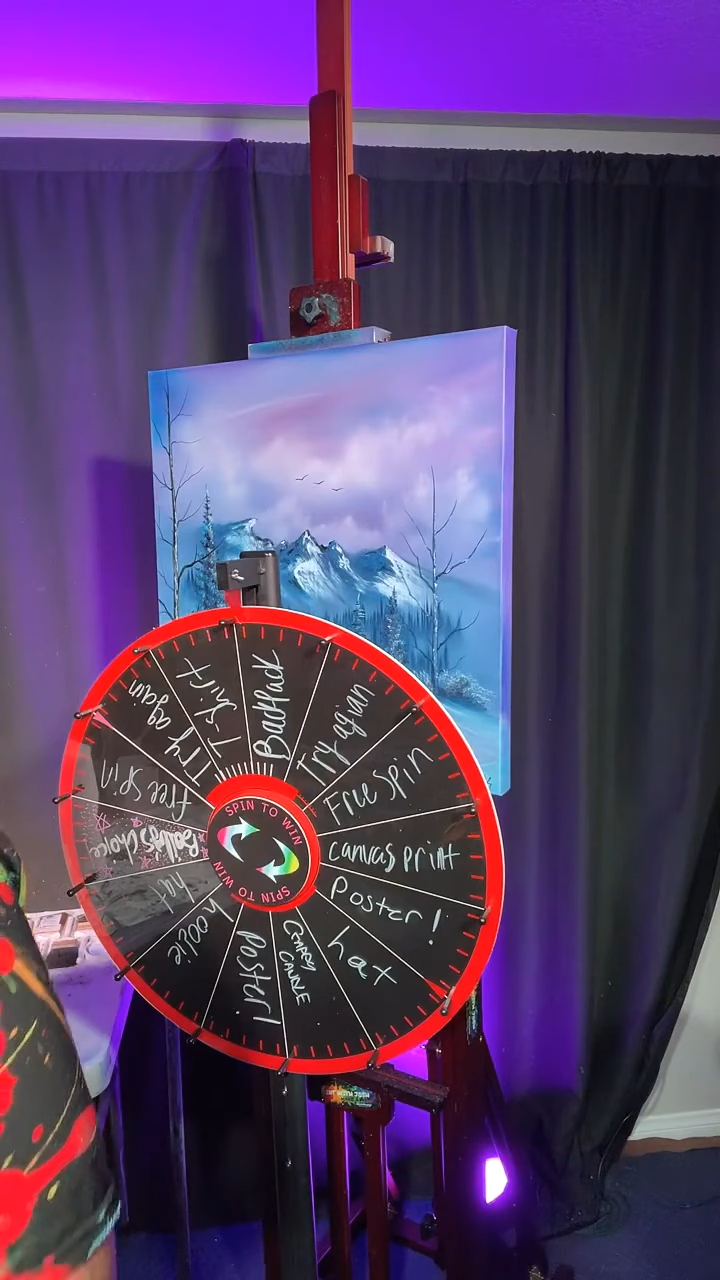 Backpack
Try agian
Free spin
canvas print
Poster!
hat
Poster!
hoodie
hat
choice
free spin
Try again
T-shirt
SPIN TO WIN
SPIN TO WIN